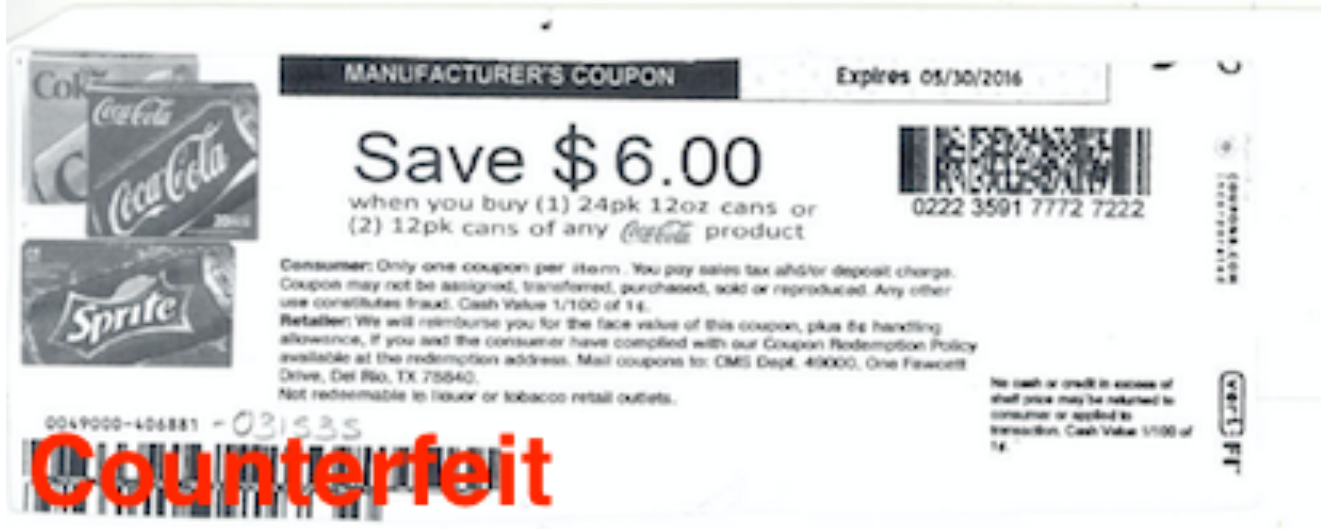 MANUFACTURER'S COUPON
Expires 05/30/2016
Coke
Coca-Cola
Coca-Cola
Sprite
Save $6.00
when you buy (1) 24pk 12oz cans or
(2) 12pk cans of any Coca-Cola product
0222 3591 7772 7222
COUPONS.COM
Consumer: Only one coupon per item. You pay sales tax and/or deposit charge.
Coupon may not be assigned, transferred, purchased, sold or reproduced. Any other
use constitutes fraud. Cash Value 1/100 of 1¢.
Retailer: We will reimburse you for the face value of this coupon, plus 8¢ handling
allowance, if you and the consumer have complied with our Coupon Redemption Policy
available at the redemption address. Mail coupons to: CMS Dept. 49000, One Fawcett
Drive, Del Rio, TX 78840.
Not redeemable in liquor or tobacco retail outlets.
No cash or credit in excess of
shelf price may be returned to
consumer or applied to
transaction. Cash Value 1/100 of
1¢.
veri:fi
0049000-406881 -031535
Counterfeit